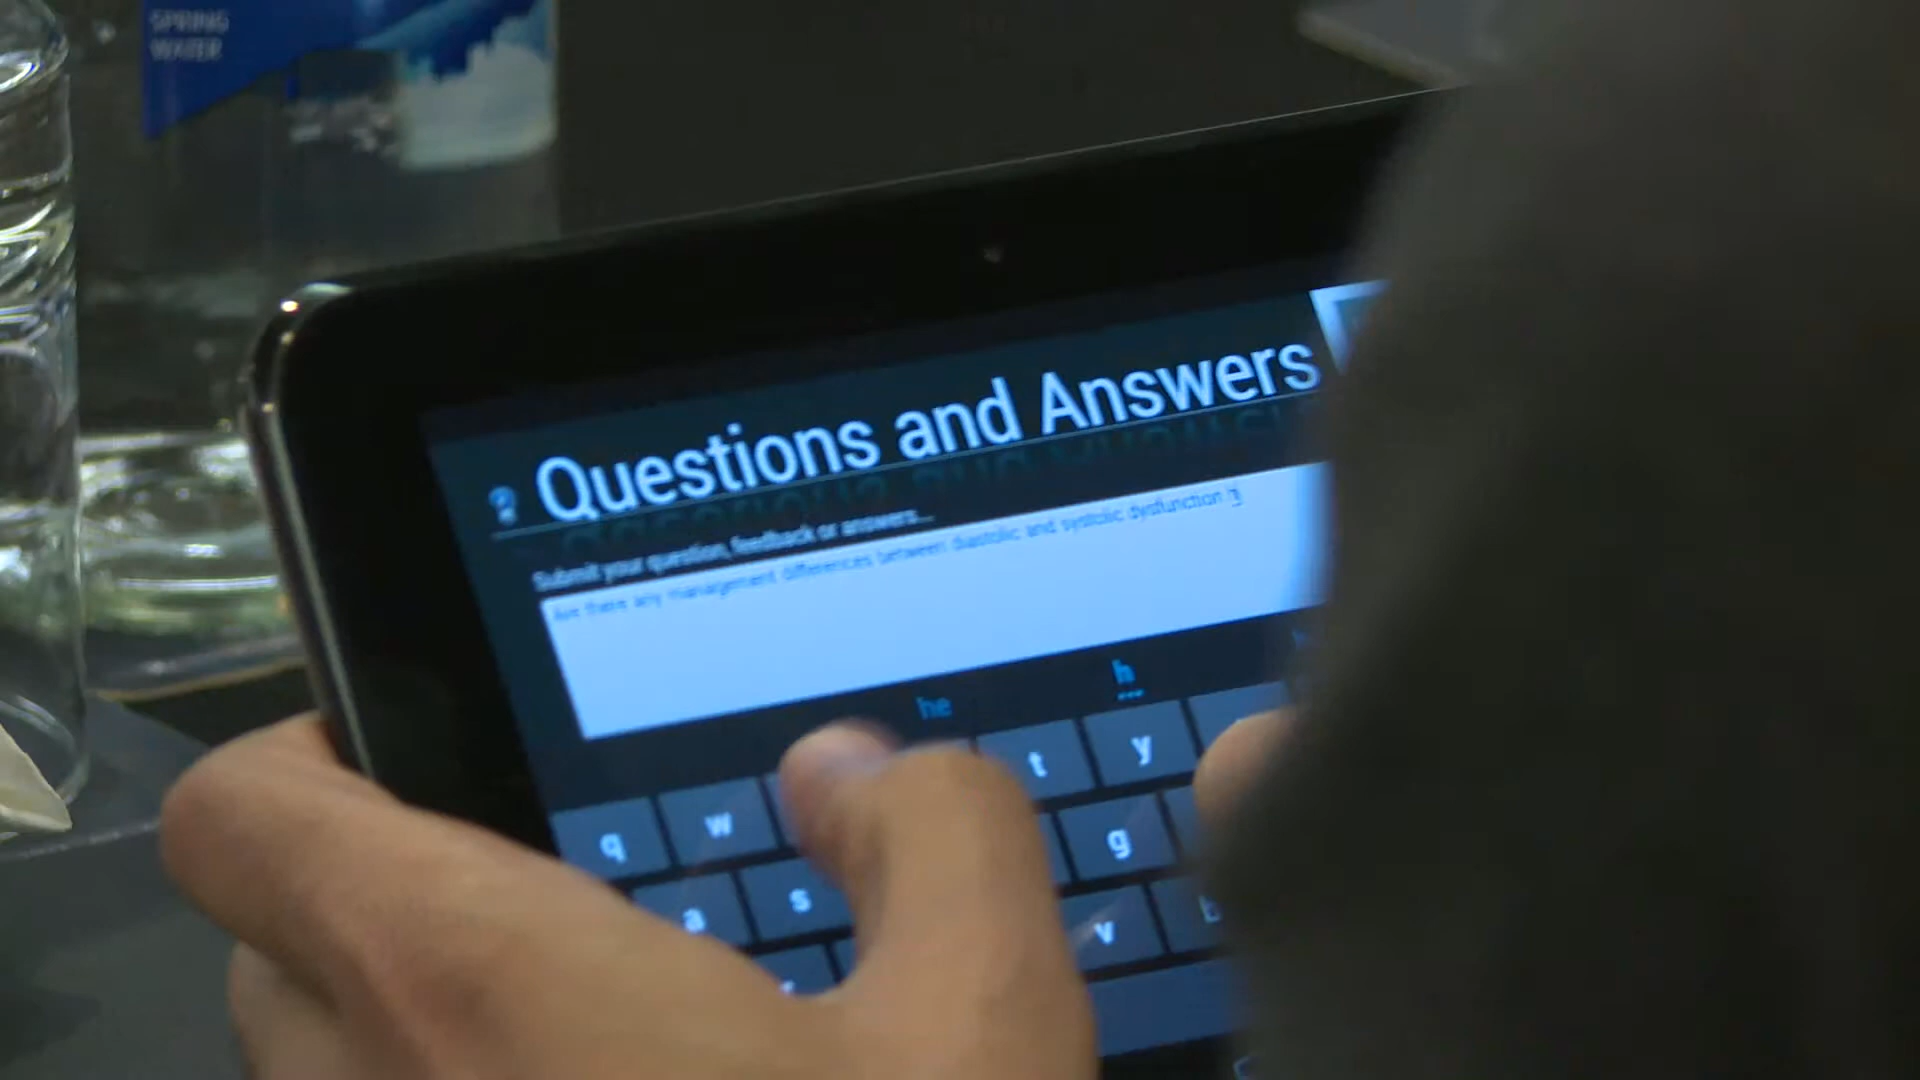 SPRING
WATER
Questions and Answers
Submit your question, feedback or answers...
Are there any management differences between diastolic and systolic dysfunction
he
h
t
y
q
w
g
a
s
v
b